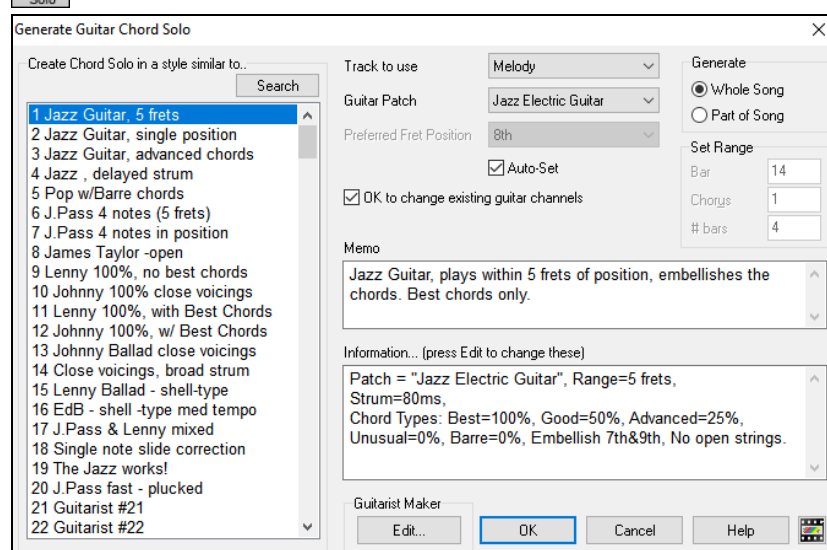 Solo
Generate Guitar Chord Solo
Create Chord Solo in a style similar to..
Search
1 Jazz Guitar, 5 frets
2 Jazz Guitar, single position
3 Jazz Guitar, advanced chords
4 Jazz , delayed strum
5 Pop w/Barre chords
6 J.Pass 4 notes (5 frets)
7 J.Pass 4 notes in position
8 James Taylor -open
9 Lenny 100%, no best chords
10 Johnny 100% close voicings
11 Lenny 100%, with Best Chords
12 Johnny 100%, w/ Best Chords
13 Johnny Ballad close voicings
14 Close voicings, broad strum
15 Lenny Ballad - shell-type
16 EdB - shell -type med tempo
17 J.Pass & Lenny mixed
18 Single note slide correction
19 The Jazz works!
20 J.Pass fast - plucked
21 Guitarist #21
22 Guitarist #22
Track to use
Melody
Guitar Patch
Jazz Electric Guitar
Preferred Fret Position
8th
Auto-Set
OK to change existing guitar channels
Generate
Whole Song
Part of Song
Set Range
Bar
14
Chorus
1
# bars
4
Memo
Jazz Guitar, plays within 5 frets of position, embellishes the
chords. Best chords only.
Information... (press Edit to change these)
Patch = "Jazz Electric Guitar", Range=5 frets,
Strum=80ms,
Chord Types: Best=100%, Good=50%, Advanced=25%,
Unusual=0%, Barre=0%, Embellish 7th&9th, No open strings.
Guitarist Maker
Edit...
OK
Cancel
Help